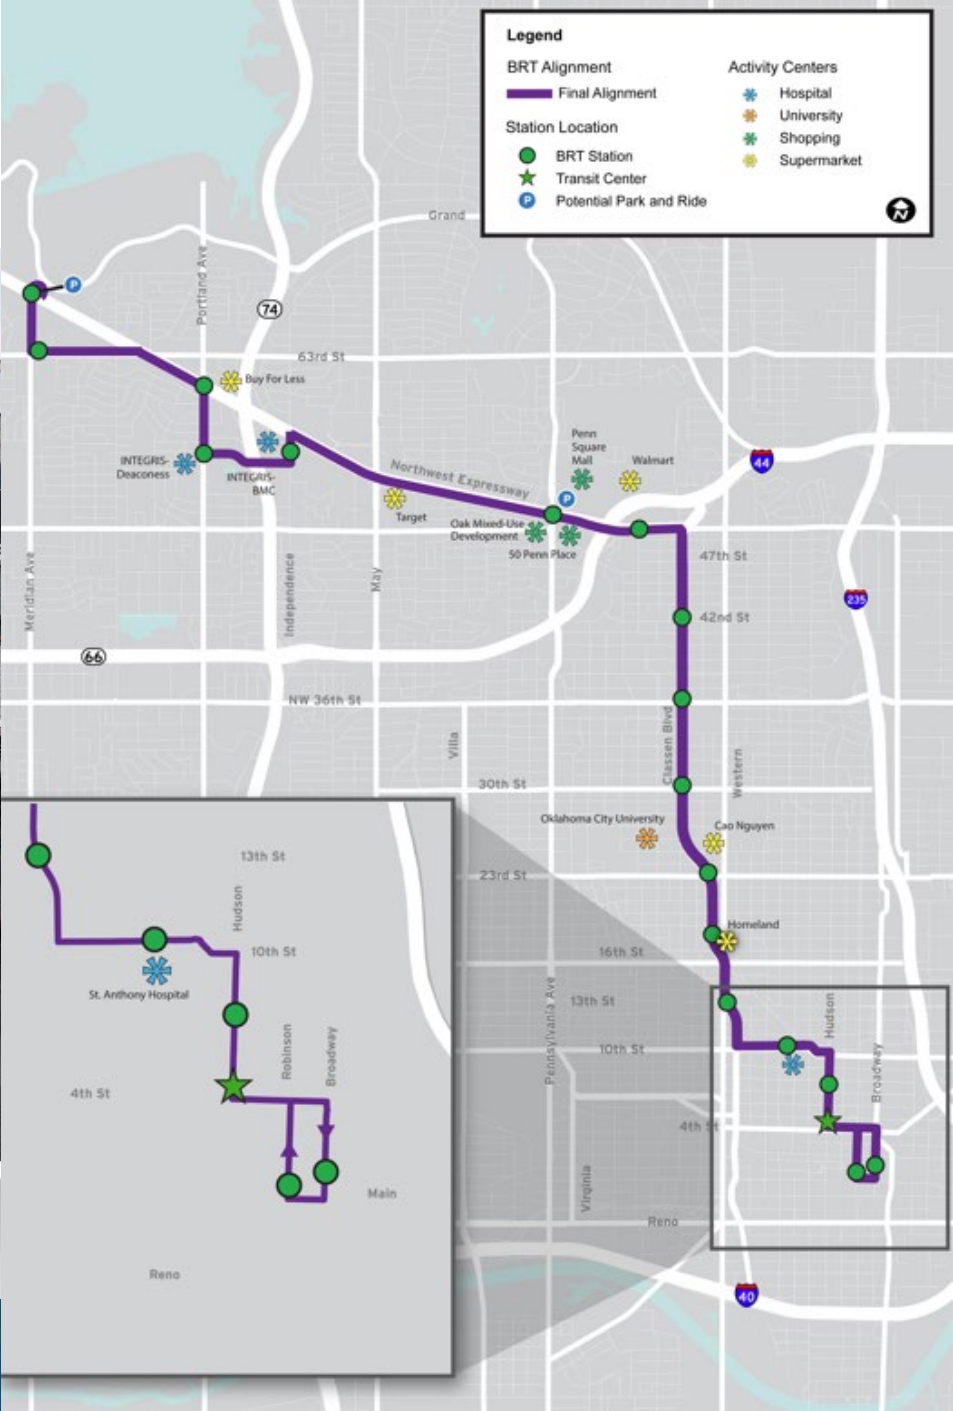 Legend
BRT Alignment
Final Alignment
Station Location
BRT Station
Transit Center
P
Potential Park and Ride
Activity Centers
Hospital
University
Shopping
Supermarket
N
Grand
Portland Ave
P
74
63rd St
Buy For Less
INTEGRIS-
Deaconess
INTEGRIS-
BMC
Northwest Expressway
Target
Penn
Square
Mall
Walmart
44
P
Oak Mixed-Use
Development
50 Penn Place
47th St
Meridian Ave
Independence
May
235
42nd St
66
NW 36th St
Villa
Classen Blvd
Western
30th St
Oklahoma City University
Cao Nguyen
23rd St
Homeland
16th St
13th St
Pennsylvania Ave
10th St
Hudson
Broadway
4th St
Virginia
Reno
40
13th St
Hudson
10th St
St. Anthony Hospital
Robinson
Broadway
4th St
Main
Reno